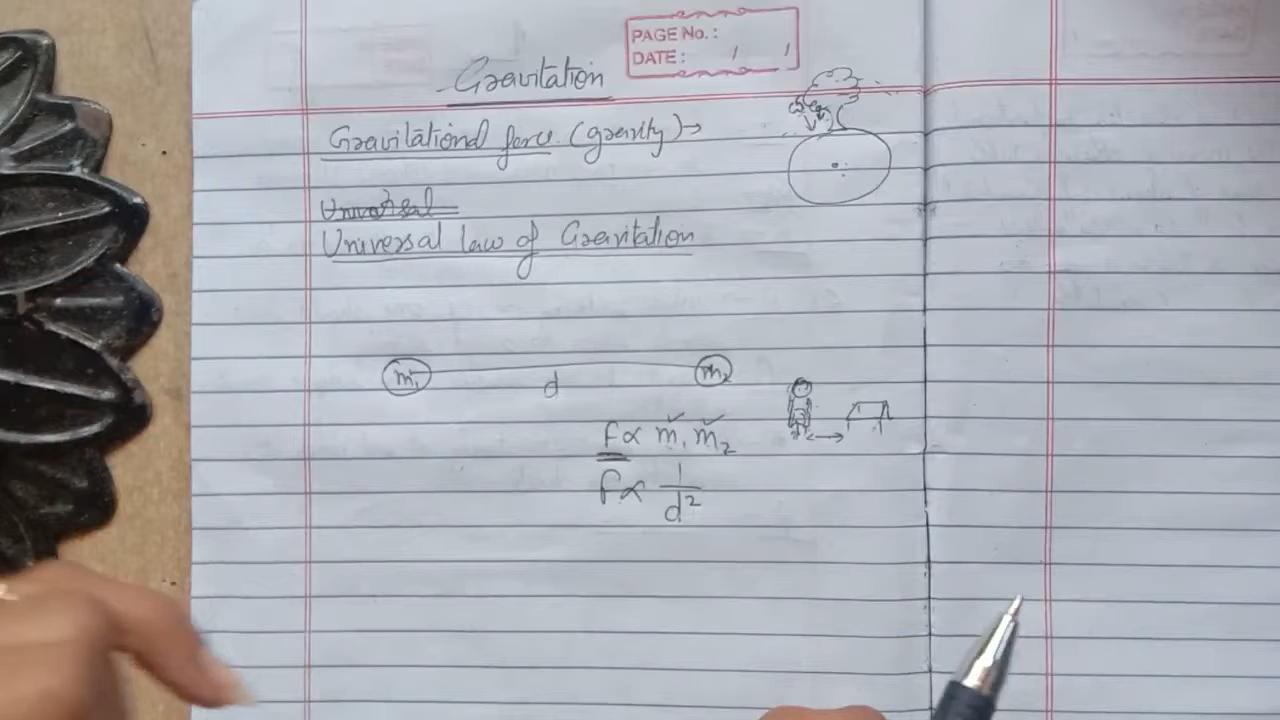 PAGE No.:
DATE: / /
Gravitation
Gravitational force (gravity) →
Universal
Universal law of Gravitation
m₁ m₂
d
F ∝ m₁ m₂
F ∝ 1/d²